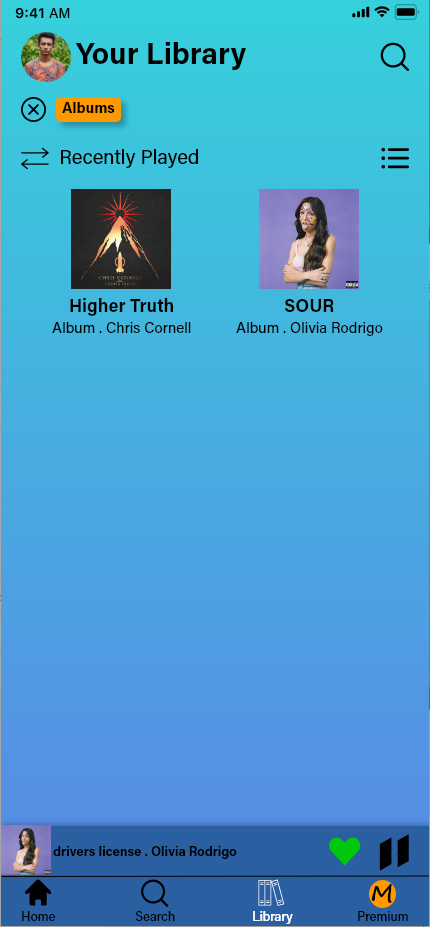 9:41 AM
Your Library
Albums
Recently Played
CHRIS CORNELL
HIGHER TRUTH
Higher Truth
SOUR
Album . Chris Cornell
Album . Olivia Rodrigo
drivers license . Olivia Rodrigo
Home
Search
Library
Premium